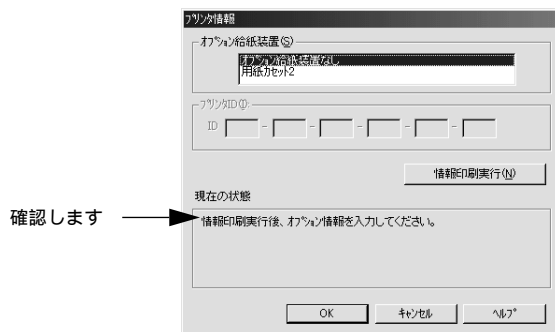 プリンタ情報
オプション給紙装置(S)
オプション給紙装置なし
用紙カセット2
プリンタID(I):
ID - - - - -
情報印刷実行(N)
現在の状態
確認します
情報印刷実行後、オプション情報を入力してください。
OK キャンセル ヘルプ